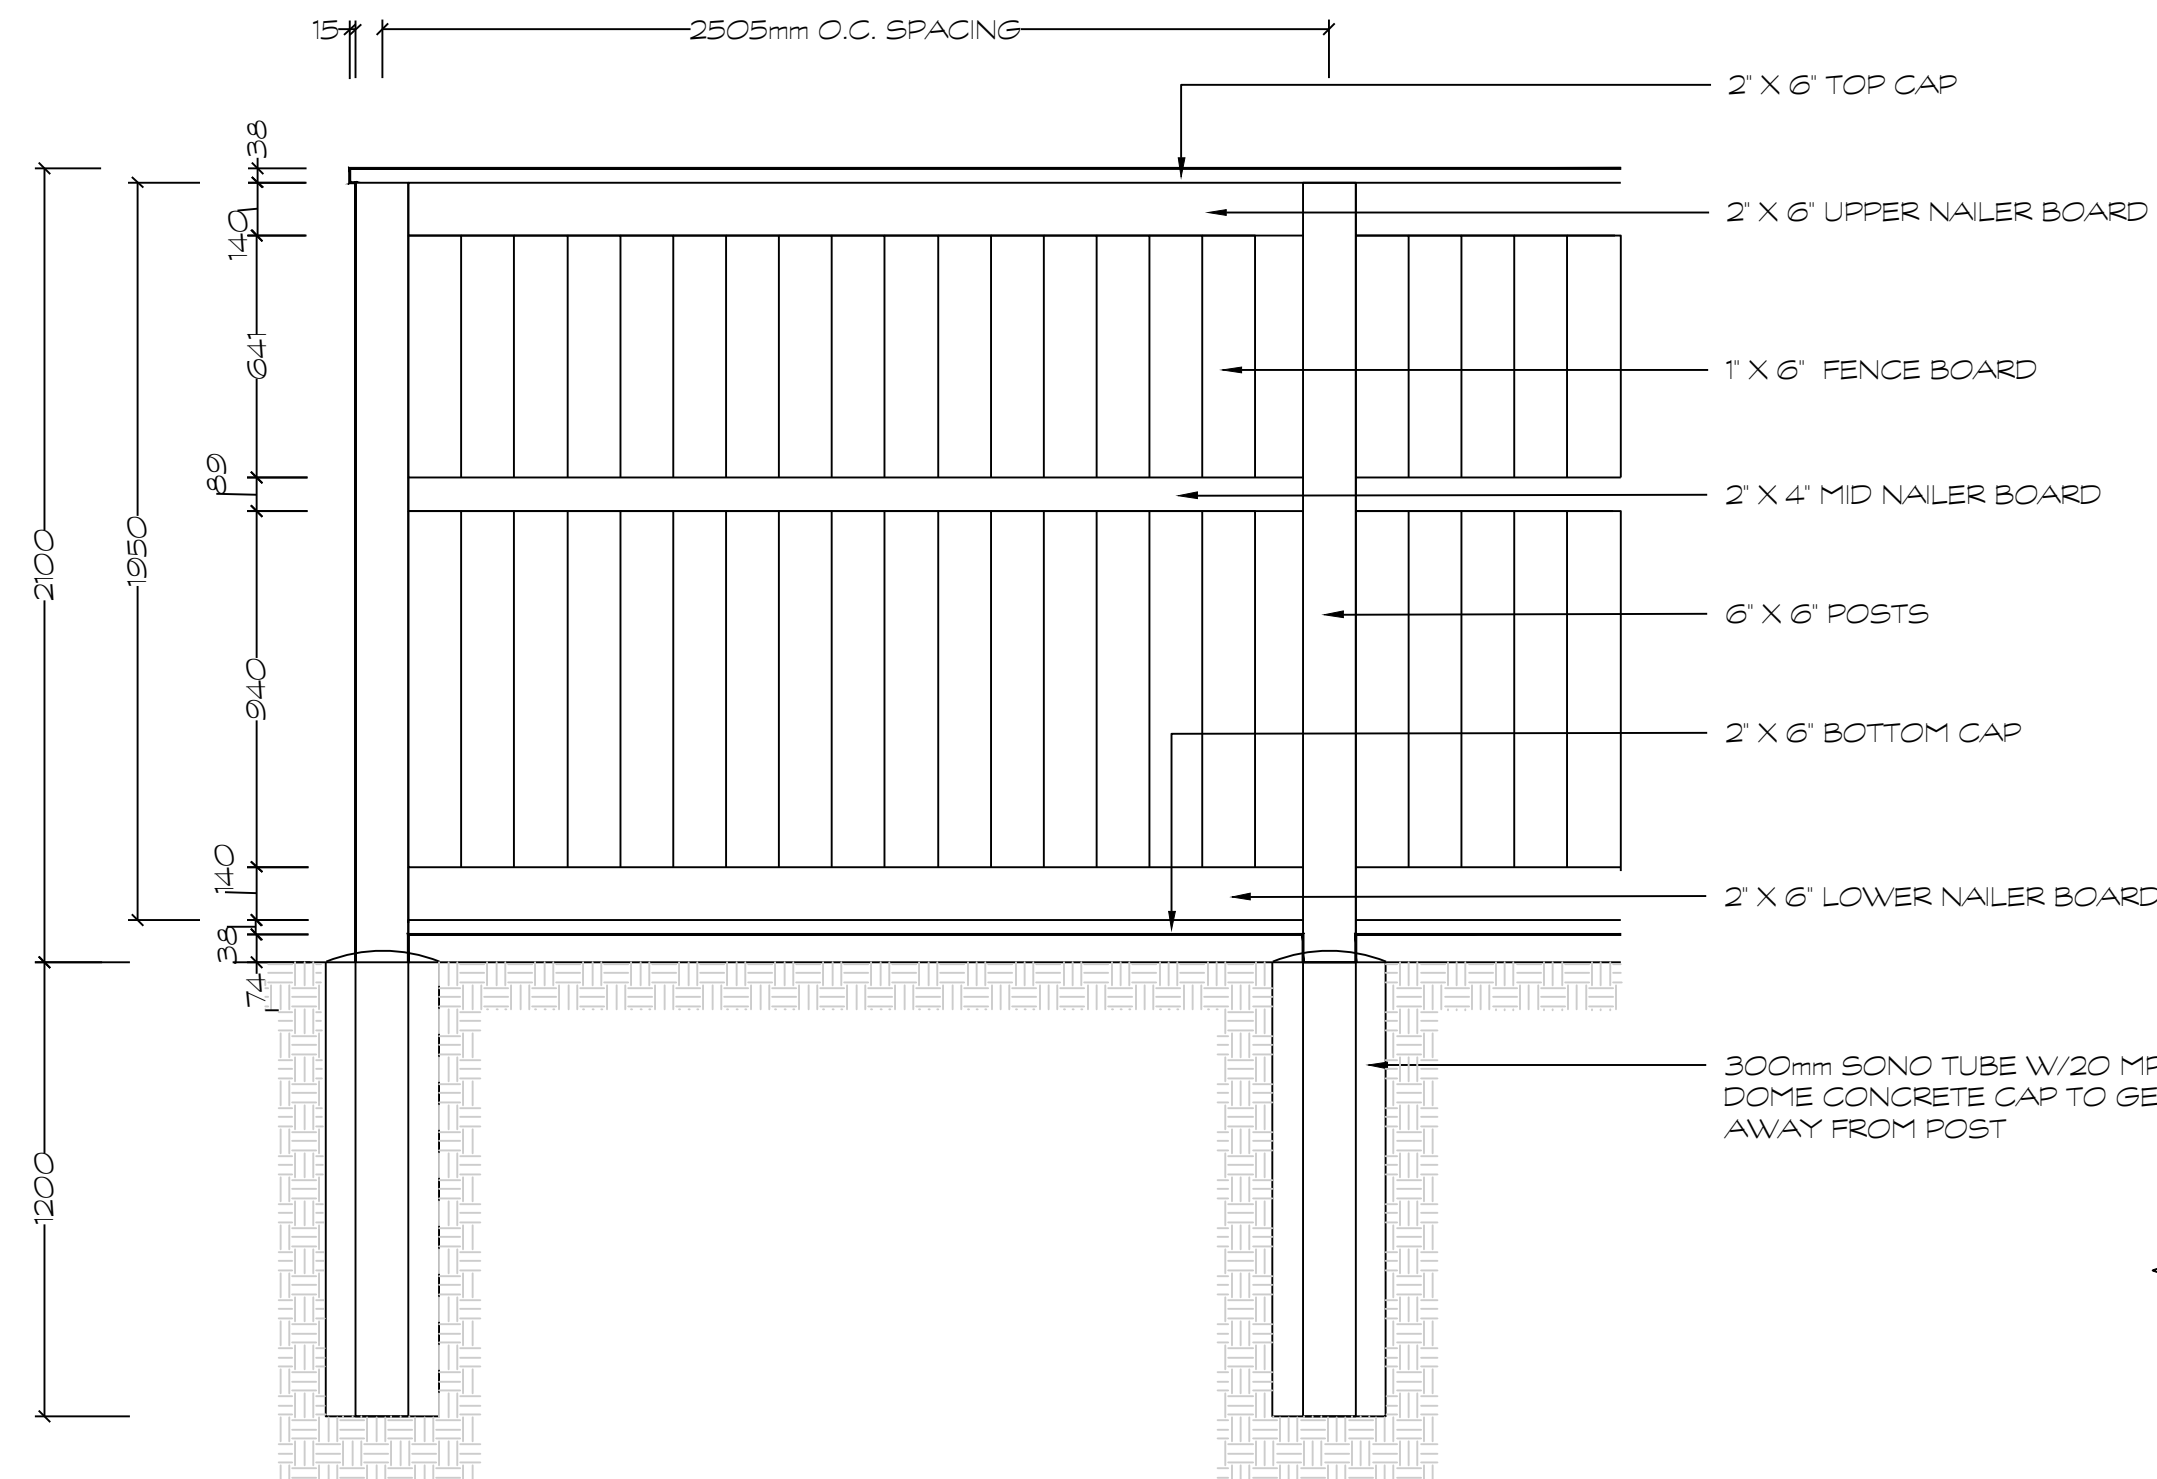 15
2505mm O.C. SPACING
2" X 6" TOP CAP
38
140
2" X 6" UPPER NAILER BOARD
641
1" X 6" FENCE BOARD
89
2" X 4" MID NAILER BOARD
2100
1950
6" X 6" POSTS
940
2" X 6" BOTTOM CAP
140
2" X 6" LOWER NAILER BOARD
38
74
300mm SONO TUBE W/20
DOME CONCRETE CAP TO
AWAY FROM POST
1200